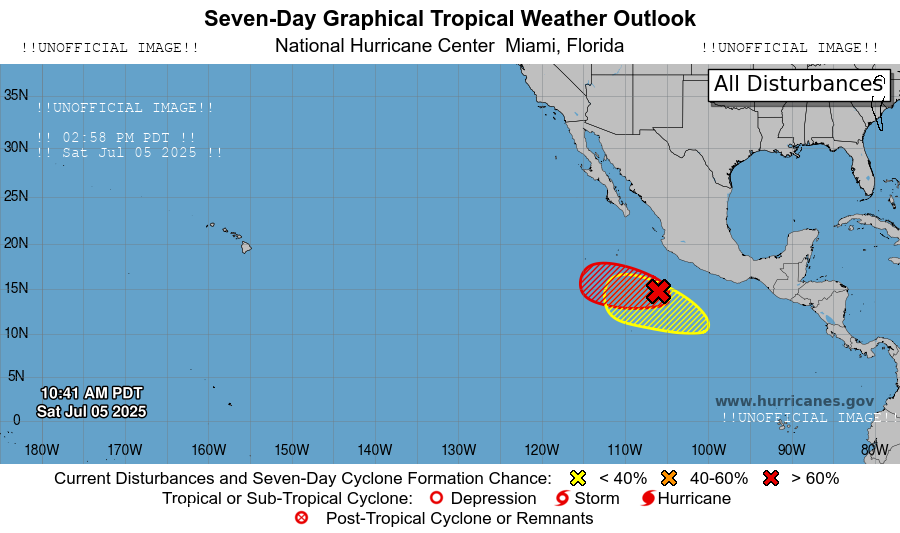 Seven-Day Graphical Tropical Weather Outlook
!!UNOFFICIAL IMAGE!! National Hurricane Center Miami, Florida !!UNOFFICIAL IMAGE!!
All Disturbances
35N
!!UNOFFICIAL IMAGE!!
!! 02:58 PM PDT !!
30N
!! Sat Jul 05 2025 !!
25N
20N
15N
10N
5N
10:41 AM PDT
Sat Jul 05 2025
www.hurricanes.gov
0
!!UNOFFICIAL IMAGE!!
180W 170W 160W 150W 140W 130W 120W 110W 100W 90W 80W
Current Disturbances and Seven-Day Cyclone Formation Chance: < 40% 40-60% > 60%
Tropical or Sub-Tropical Cyclone: Depression Storm Hurricane
Post-Tropical Cyclone or Remnants